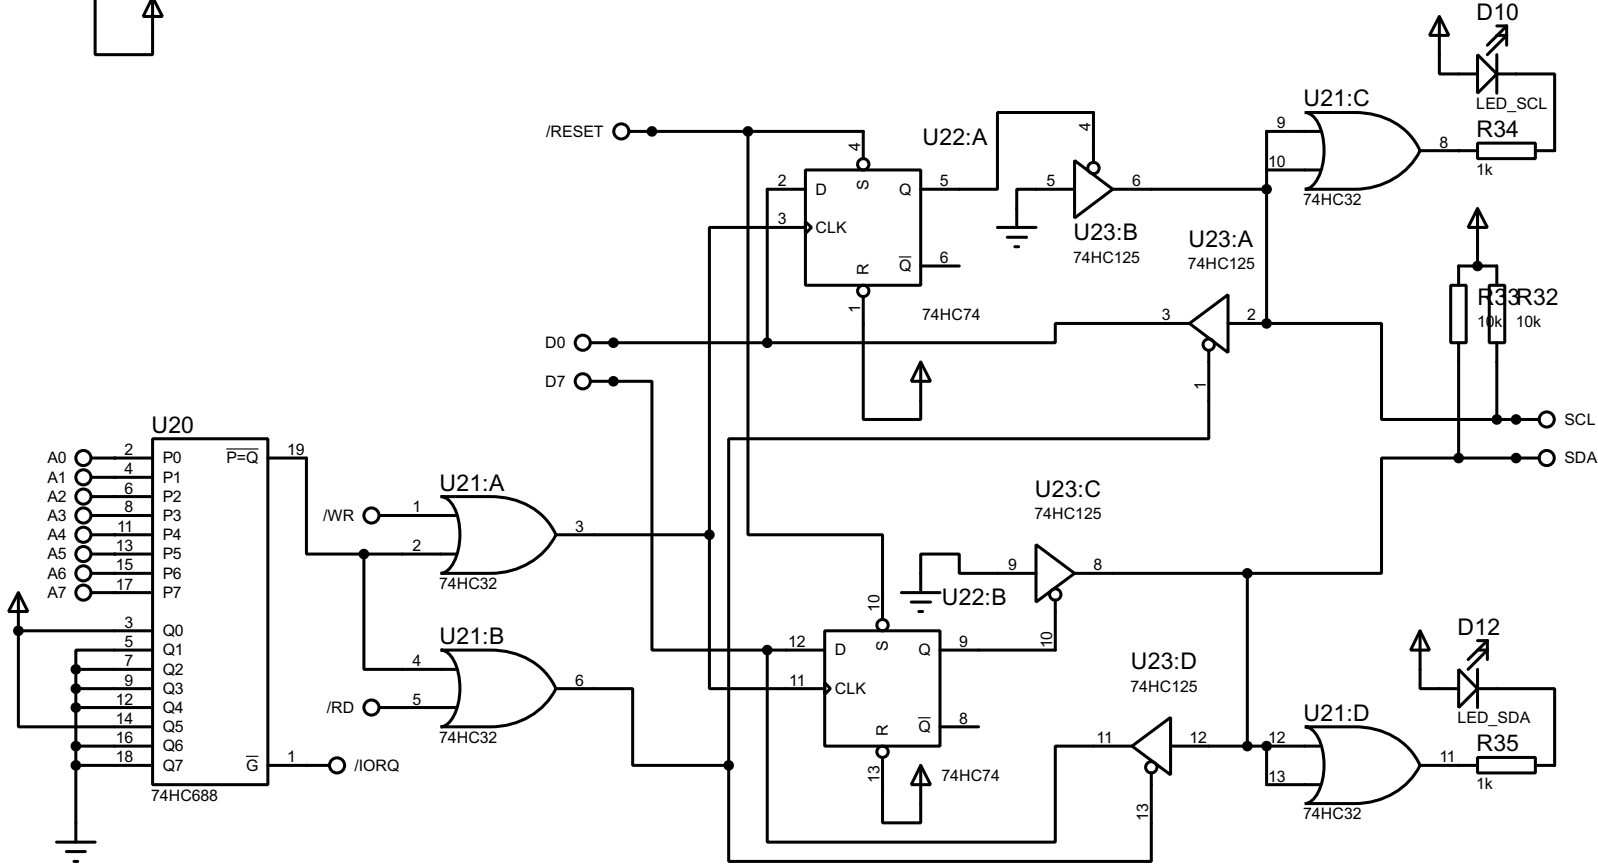 D10
LED_SCL
R34
1k
U21:C
9
10
8
74HC32
/RESET
U22:A
4
2
D
S
Q
5
3
CLK
R
Q
6
1
74HC74
4
5
6
U23:B
74HC125
U23:A
74HC125
3
2
1
R33
10k
R32
10k
D0
D7
SCL
SDA
U20
A0
2
P0
P=Q
19
A1
4
P1
A2
6
P2
A3
8
P3
A4
11
P4
A5
13
P5
A6
15
P6
A7
17
P7
3
Q0
5
Q1
7
Q2
9
Q3
12
Q4
14
Q5
16
Q6
18
Q7
G
1
/IORQ
74HC688
U21:A
/WR
1
2
3
74HC32
U21:B
4
/RD
5
6
74HC32
U23:C
74HC125
9
8
10
U22:B
10
12
D
S
Q
9
11
CLK
R
Q
8
13
74HC74
U23:D
74HC125
11
12
13
D12
LED_SDA
R35
1k
U21:D
12
13
11
74HC32